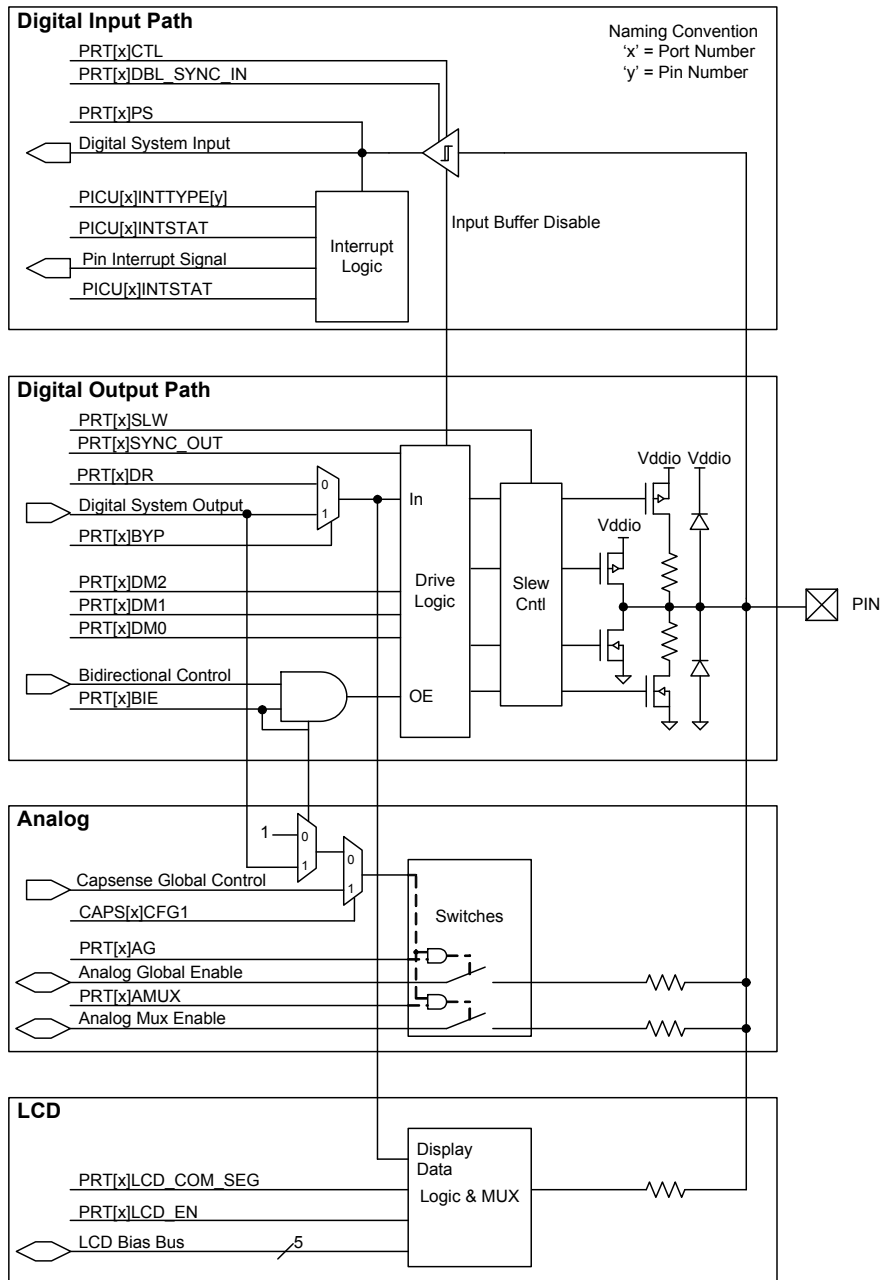 Digital Input Path
Naming Convention
‘x’ = Port Number
‘y’ = Pin Number
PRT[x]CTL
PRT[x]DBL_SYNC_IN
PRT[x]PS
Digital System Input
PICU[x]INTTYPE[y]
PICU[x]INTSTAT
Pin Interrupt Signal
PICU[x]INTSTAT
Interrupt
Logic
Input Buffer Disable
Digital Output Path
PRT[x]SLW
PRT[x]SYNC_OUT
PRT[x]DR
Digital System Output
PRT[x]BYP
0
1
PRT[x]DM2
PRT[x]DM1
PRT[x]DM0
Bidirectional Control
PRT[x]BIE
In
Drive
Logic
OE
Slew
Cntl
Vddio Vddio
Vddio
PIN
Analog
1
0
1
0
1
Capsense Global Control
CAPS[x]CFG1
Switches
PRT[x]AG
Analog Global Enable
PRT[x]AMUX
Analog Mux Enable
LCD
Display
Data
Logic & MUX
PRT[x]LCD_COM_SEG
PRT[x]LCD_EN
LCD Bias Bus
5